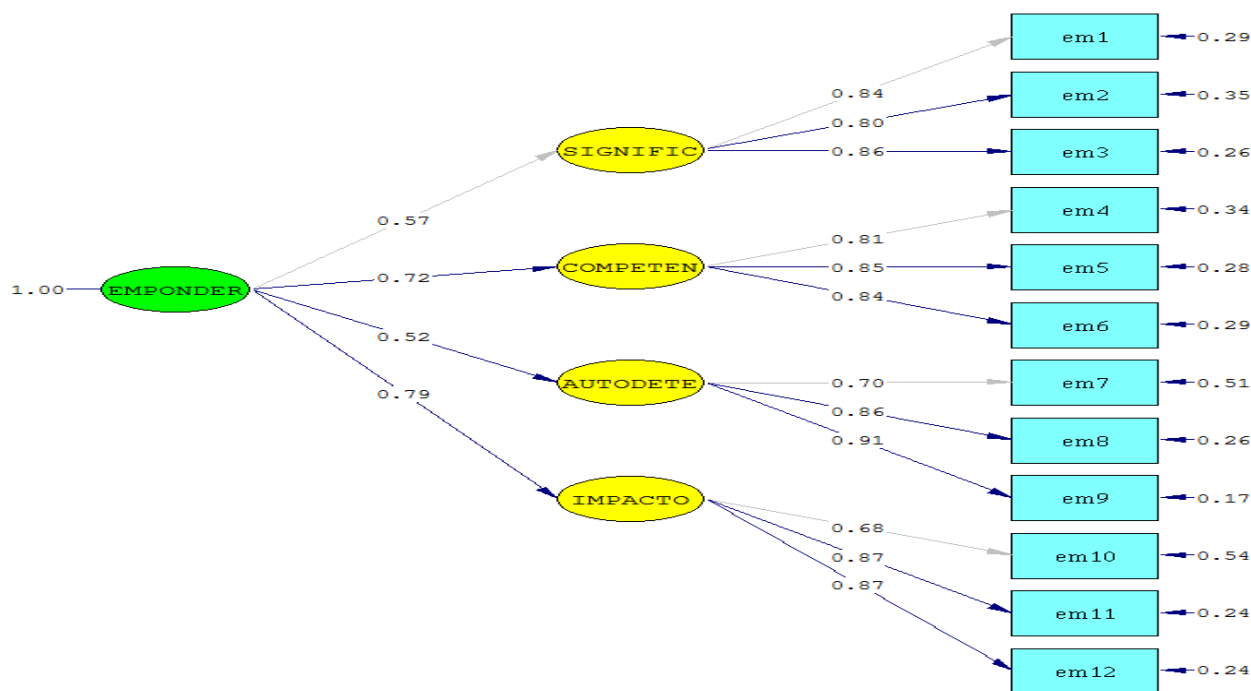 em1
0.29
0.84
em2
0.35
0.80
SIGNIFIC
0.86
em3
0.26
0.57
em4
0.34
0.81
COMPETEN
0.85
em5
0.28
0.72
1.00
EMPONDER
0.84
em6
0.29
0.52
AUTODETE
0.70
em7
0.51
0.79
0.86
em8
0.26
0.91
IMPACTO
em9
0.17
0.68
em10
0.54
0.87
0.87
em11
0.24
em12
0.24